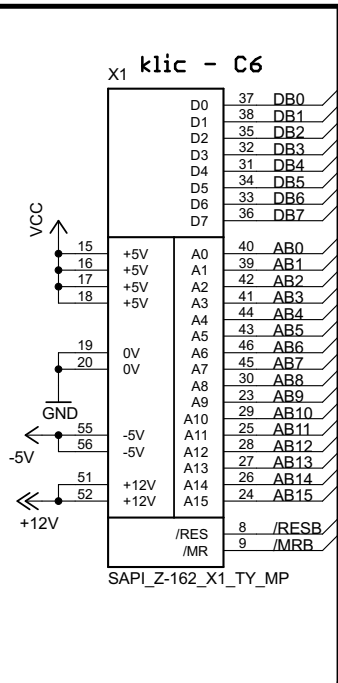 klic - C6
X1
D0 37 DB0
D1 38 DB1
D2 35 DB2
D3 32 DB3
D4 31 DB4
D5 34 DB5
D6 33 DB6
D7 36 DB7
VCC
15 +5V A0 40 AB0
16 +5V A1 39 AB1
17 +5V A2 42 AB2
18 +5V A3 41 AB3
A4 44 AB4
A5 43 AB5
19 0V A6 46 AB6
20 0V A7 45 AB7
A8 30 AB8
A9 23 AB9
GND A10 29 AB10
55 -5V A11 25 AB11
56 -5V A12 28 AB12
-5V A13 27 AB13
51 +12V A14 26 AB14
52 +12V A15 24 AB15
+12V
/RES 8 /RESB
/MR 9 /MRB
SAPI_Z-162_X1_TY_MP